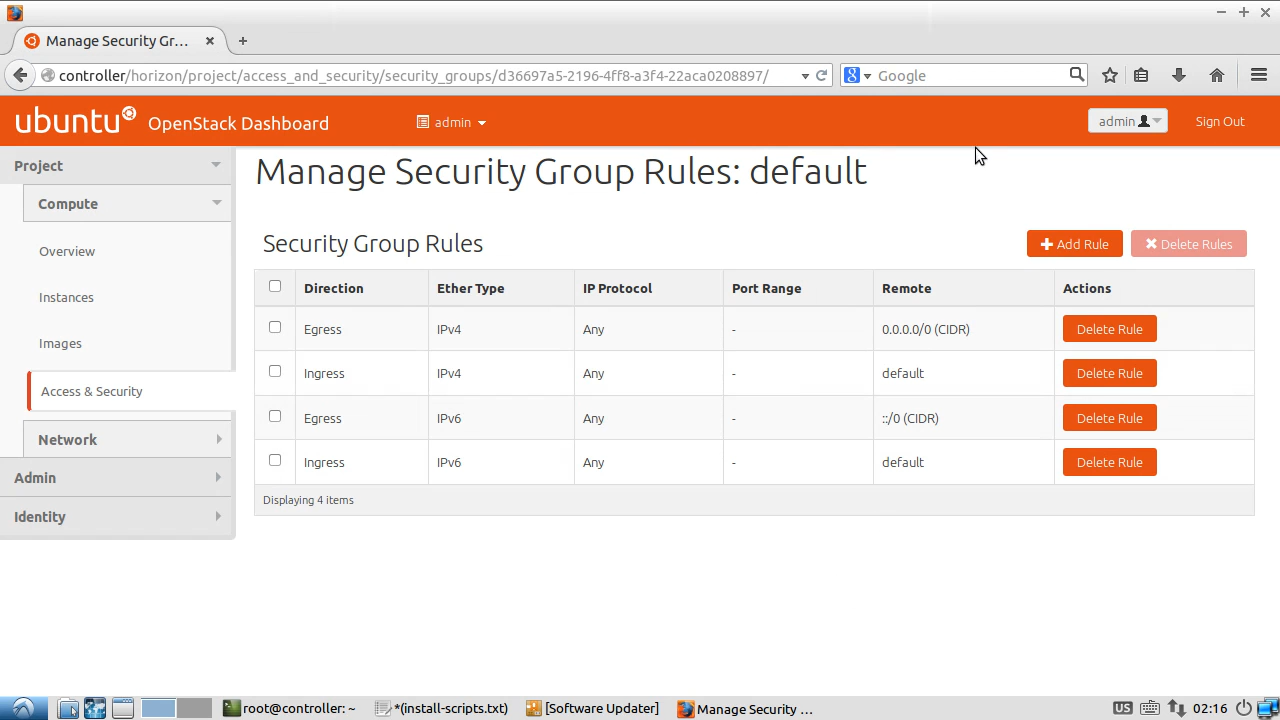 Manage Security Gr...
controller/horizon/project/access_and_security/security_groups/d36697a5-2196-4ff8-a3f4-22aca0208897/
8 Google
ubuntu OpenStack Dashboard admin admin Sign Out
Project
Compute
Overview
Instances
Images
Access & Security
Network
Admin
Identity
Manage Security Group Rules: default
Security Group Rules + Add Rule Delete Rules
Direction Ether Type IP Protocol Port Range Remote Actions
Egress IPv4 Any - 0.0.0.0/0 (CIDR) Delete Rule
Ingress IPv4 Any - default Delete Rule
Egress IPv6 Any - ::/0 (CIDR) Delete Rule
Ingress IPv6 Any - default Delete Rule
Displaying 4 items
root@controller: ~ *(install-scripts.txt) [Software Updater] Manage Security ... US 02:16